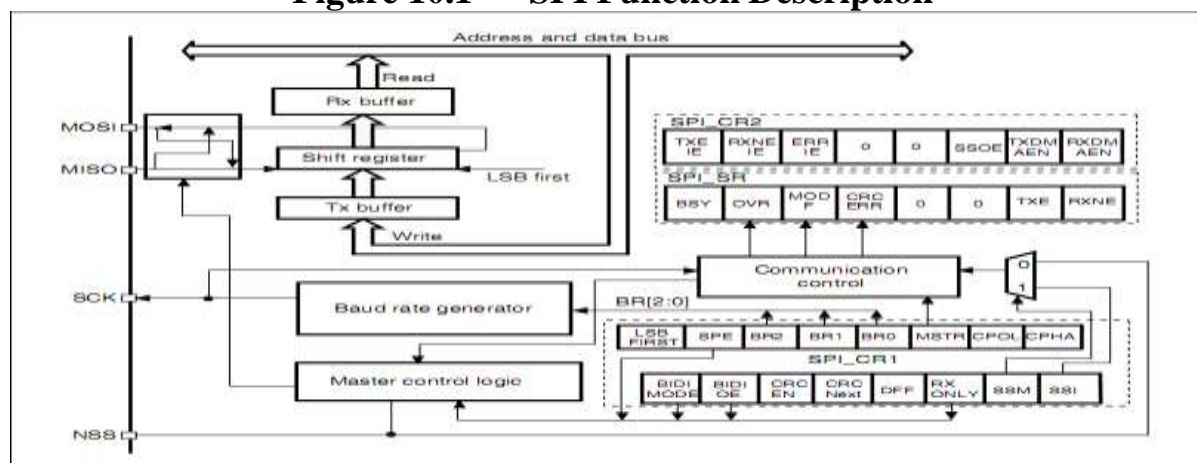 Figure 10.1 SPI Function Description
Address and data bus
Read
Rx buffer
MOSI
MISO
Shift register
LSB first
Tx buffer
Write
SPI_CR2
TXE IE
RXNE IE
ERR IE
0
0
SSOE
TXDM AEN
RXDM AEN
SPI_SR
BSY
OVR
MOD F
CRC ERR
0
0
TXE
RXNE
Communication control
0
1
SCK
Baud rate generator
BR[2:0]
LSB FIRST
SPE
BR2
BR1
BR0
MSTR
CPOL
CPHA
SPI_CR1
Master control logic
BIDI MODE
BIDI OE
CRC EN
CRC Next
DFF
RX ONLY
SSM
SSI
NSS